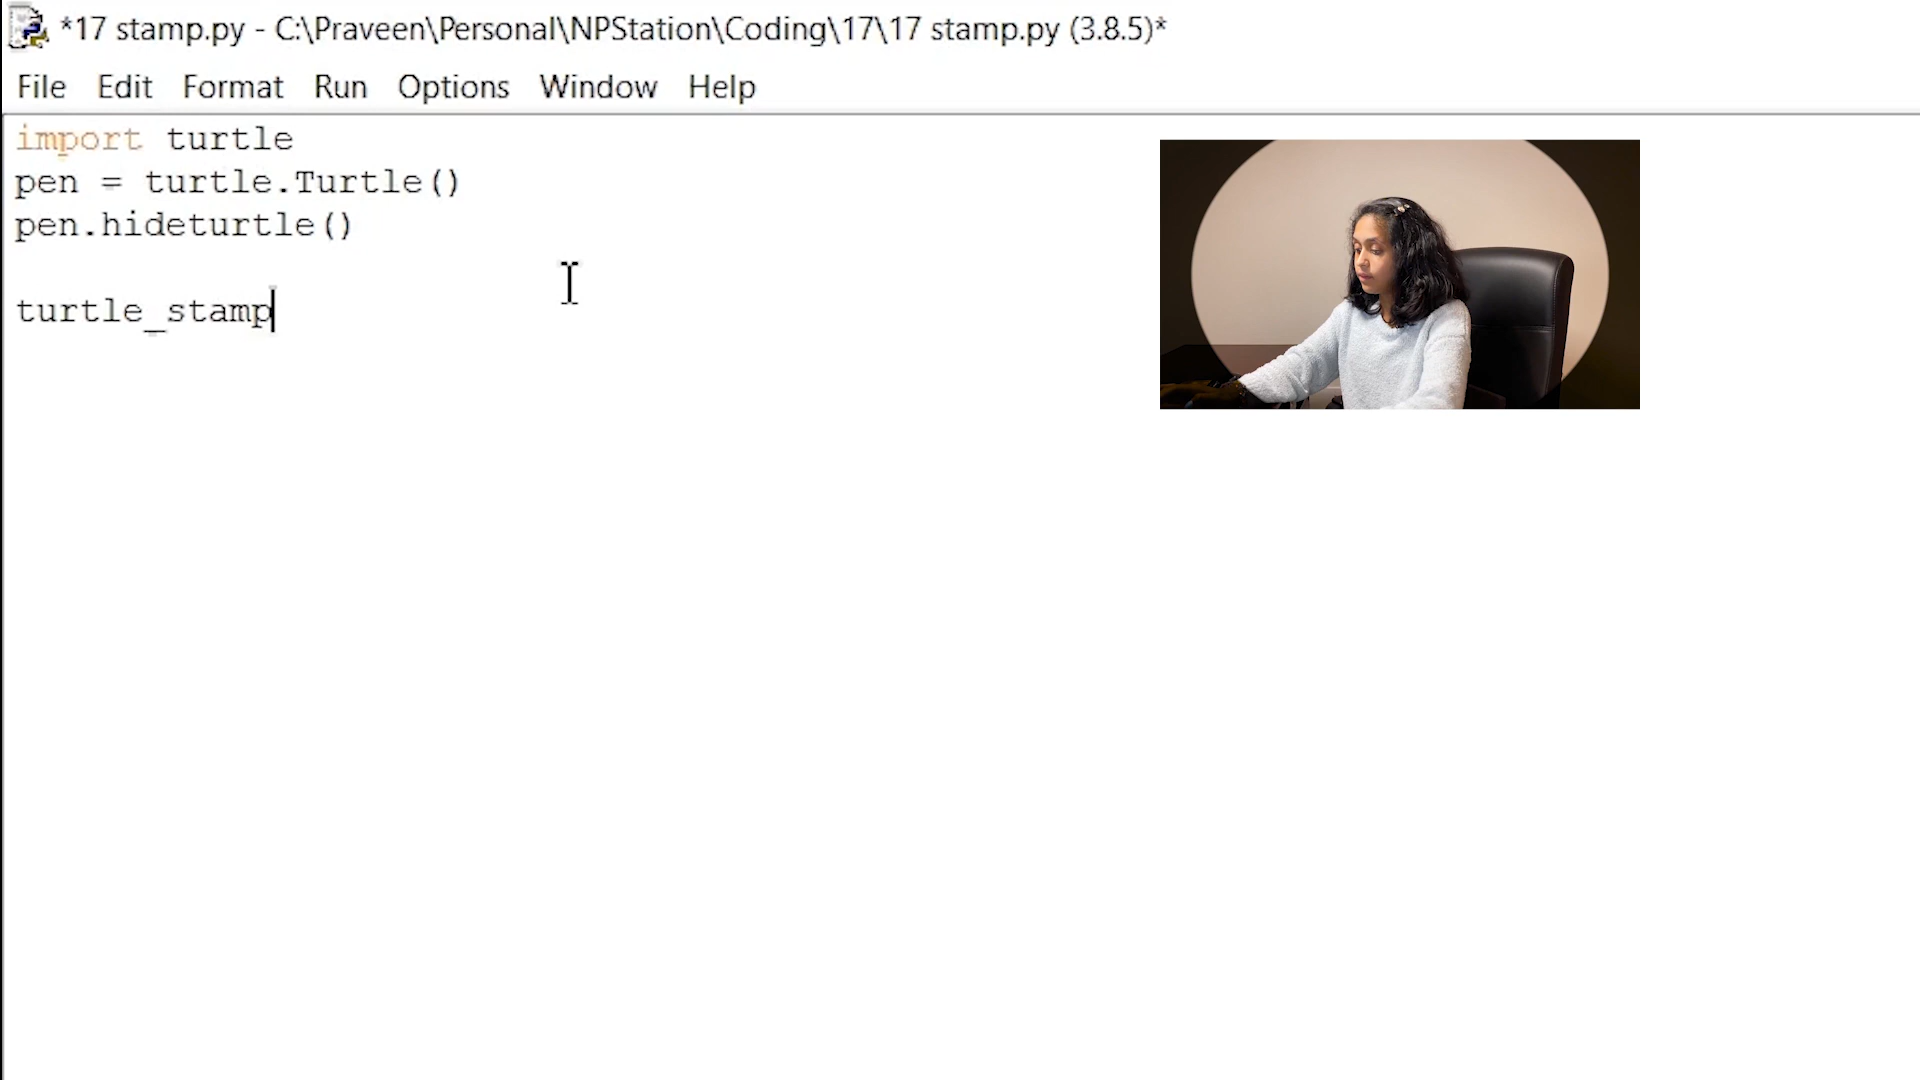 *17 stamp.py - C:\Praveen\Personal\NPStation\Coding\17\17 stamp.py (3.8.5)*
File Edit Format Run Options Window Help
import turtle
pen = turtle.Turtle()
pen.hideturtle()
turtle_stamp